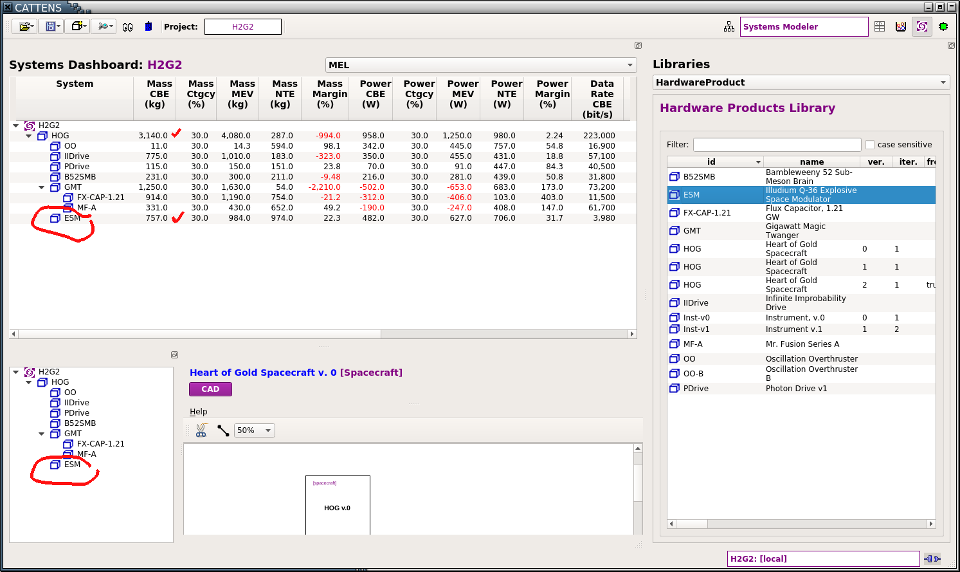 CATTENS
Project: H2G2
Systems Modeler
Systems Dashboard: H2G2
MEL
System Mass CBE (kg) Mass Ctgcy (%) Mass MEV (kg) Mass NTE (kg) Mass Margin (%) Power CBE (W) Power Ctgcy (%) Power MEV (W) Power NTE (W) Power Margin (%) Data Rate CBE (bit/s)
H2G2
HOG 3,140.0 30.0 4,080.0 287.0 -994.0 958.0 30.0 1,250.0 980.0 2.24 223,000
OO 11.0 30.0 14.3 594.0 98.1 342.0 30.0 445.0 757.0 54.8 16,900
IIDrive 775.0 30.0 1,010.0 183.0 -323.0 350.0 30.0 455.0 431.0 18.8 57,100
PDrive 115.0 30.0 150.0 151.0 23.8 70.0 30.0 91.0 447.0 84.3 40,500
B52SMB 231.0 30.0 300.0 211.0 -9.48 216.0 30.0 281.0 439.0 50.8 31,800
GMT 1,250.0 30.0 1,630.0 54.0 -2,210.0 -502.0 30.0 -653.0 683.0 173.0 73,200
FX-CAP-1.21 914.0 30.0 1,190.0 754.0 -21.2 -312.0 30.0 -406.0 103.0 403.0 11,500
MF-A 331.0 30.0 430.0 652.0 49.2 -190.0 30.0 -247.0 408.0 147.0 61,700
ESM 757.0 30.0 984.0 974.0 22.3 482.0 30.0 627.0 706.0 31.7 3,980
H2G2
HOG
OO
IIDrive
PDrive
B52SMB
GMT
FX-CAP-1.21
MF-A
ESM
Heart of Gold Spacecraft v. 0 [Spacecraft]
CAD
Help
50%
[spacecraft]
HOG v.0
Libraries
HardwareProduct
Hardware Products Library
Filter: case sensitive
id name ver. iter. fre
B52SMB Bambleweeny 52 Sub-Meson Brain
ESM Illudium Q-36 Explosive Space Modulator
FX-CAP-1.21 Flux Capacitor, 1.21 GW
GMT Gigawatt Magic Twanger
HOG Heart of Gold Spacecraft 0 1
HOG Heart of Gold Spacecraft 1 1
HOG Heart of Gold Spacecraft 2 1 tru
IIDrive Infinite Improbability Drive
Inst-v0 Instrument, v.0 0 1
Inst-v1 Instrument v.1 1 2
MF-A Mr. Fusion Series A
OO Oscillation Overthruster
OO-B Oscillation Overthruster B
PDrive Photon Drive v1
H2G2: [local]